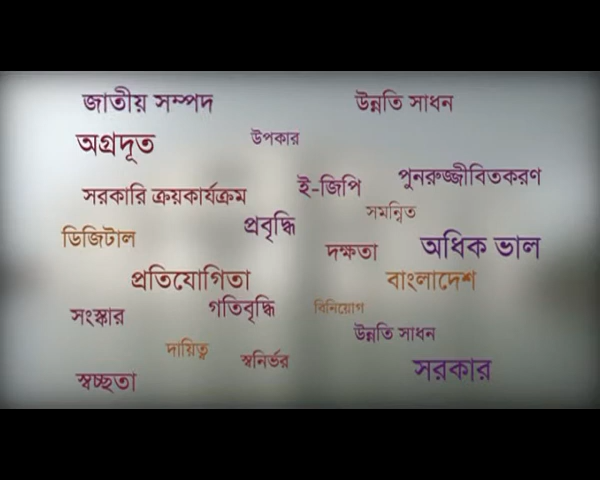 জাতীয় সম্পদ
উন্নতি সাধন
অগ্রদূত
উপকার
পুনরুজ্জীবিতকরণ
ই-জিপি
সরকারি ক্রয়কার্যক্রম
সমন্বিত
প্রবৃদ্ধি
ডিজিটাল
দক্ষতা
অধিক ভাল
প্রতিযোগিতা
বাংলাদেশ
সংস্কার
গতিবৃদ্ধি
বিনিয়োগ
উন্নতি সাধন
দায়িত্ব
স্বনির্ভর
সরকার
স্বচ্ছতা